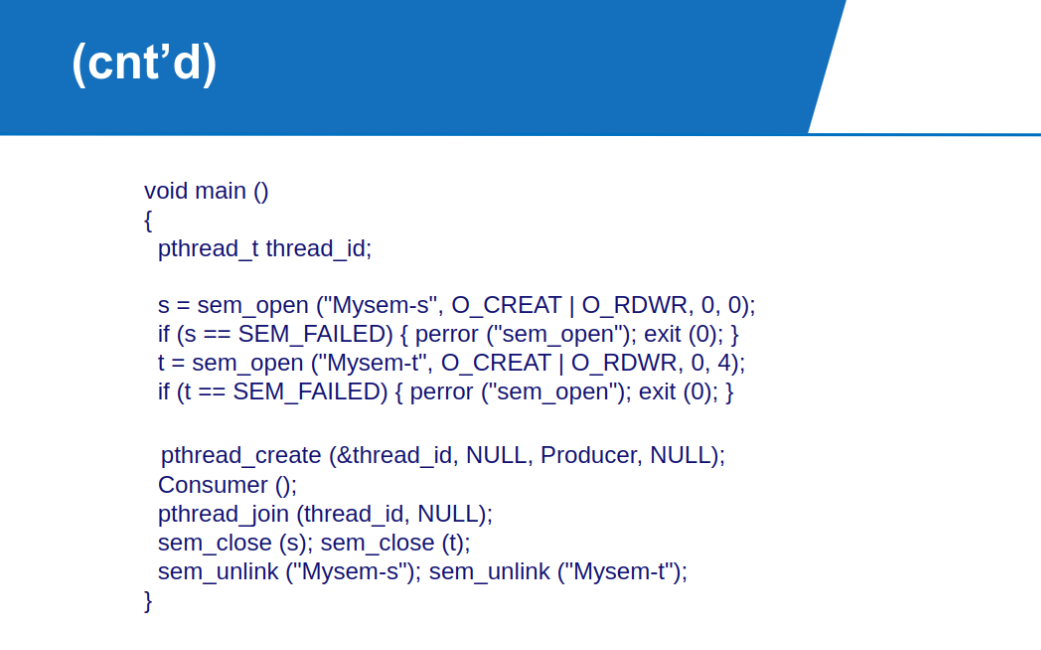 (cnt’d)
void main ()
{
pthread_t thread_id;
s = sem_open ("Mysem-s", O_CREAT | O_RDWR, 0, 0);
if (s == SEM_FAILED) { perror ("sem_open"); exit (0); }
t = sem_open ("Mysem-t", O_CREAT | O_RDWR, 0, 4);
if (t == SEM_FAILED) { perror ("sem_open"); exit (0); }
pthread_create (&thread_id, NULL, Producer, NULL);
Consumer ();
pthread_join (thread_id, NULL);
sem_close (s); sem_close (t);
sem_unlink ("Mysem-s"); sem_unlink ("Mysem-t");
}